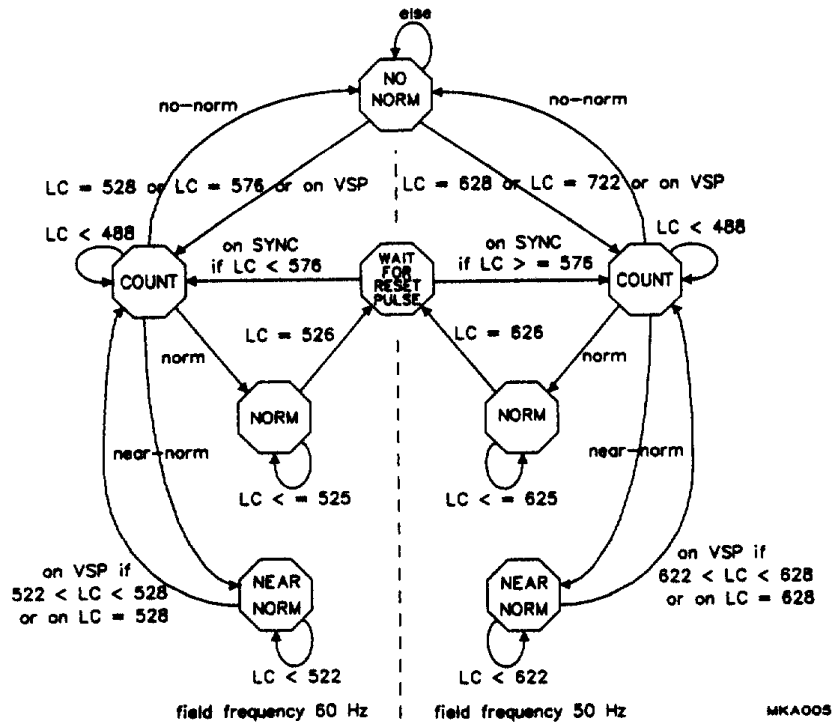 else
NO
NORM
no-norm
no-norm
LC = 528 or LC = 576 or on VSP
LC = 628 or LC = 722 or on VSP
LC < 488
LC < 488
on SYNC
if LC < 576
on SYNC
if LC > = 576
COUNT
WAIT
FOR
RESET
PULSE
COUNT
LC = 526
LC = 626
norm
norm
NORM
NORM
near-norm
near-norm
LC < = 525
LC < = 625
on VSP if
522 < LC < 528
or on LC = 528
on VSP if
622 < LC < 628
or on LC = 628
NEAR
NORM
NEAR
NORM
LC < 522
LC < 622
field frequency 60 Hz
field frequency 50 Hz
MKA005